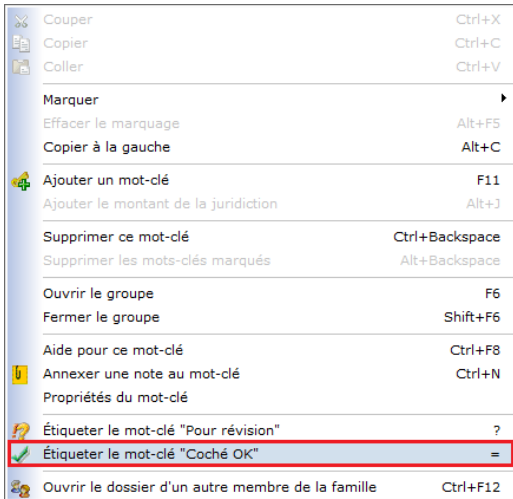 Couper Ctrl+X
Copier Ctrl+C
Coller Ctrl+V
Marquer
Effacer le marquage Alt+F5
Copier à la gauche Alt+C
Ajouter un mot-clé F11
Ajouter le montant de la juridiction Alt+J
Supprimer ce mot-clé Ctrl+Backspace
Supprimer les mots-clés marqués Alt+Backspace
Ouvrir le groupe F6
Fermer le groupe Shift+F6
Aide pour ce mot-clé Ctrl+F8
Annexer une note au mot-clé Ctrl+N
Propriétés du mot-clé
Étiqueter le mot-clé "Pour révision" ?
Étiqueter le mot-clé "Coché OK" =
Ouvrir le dossier d'un autre membre de la famille Ctrl+F12